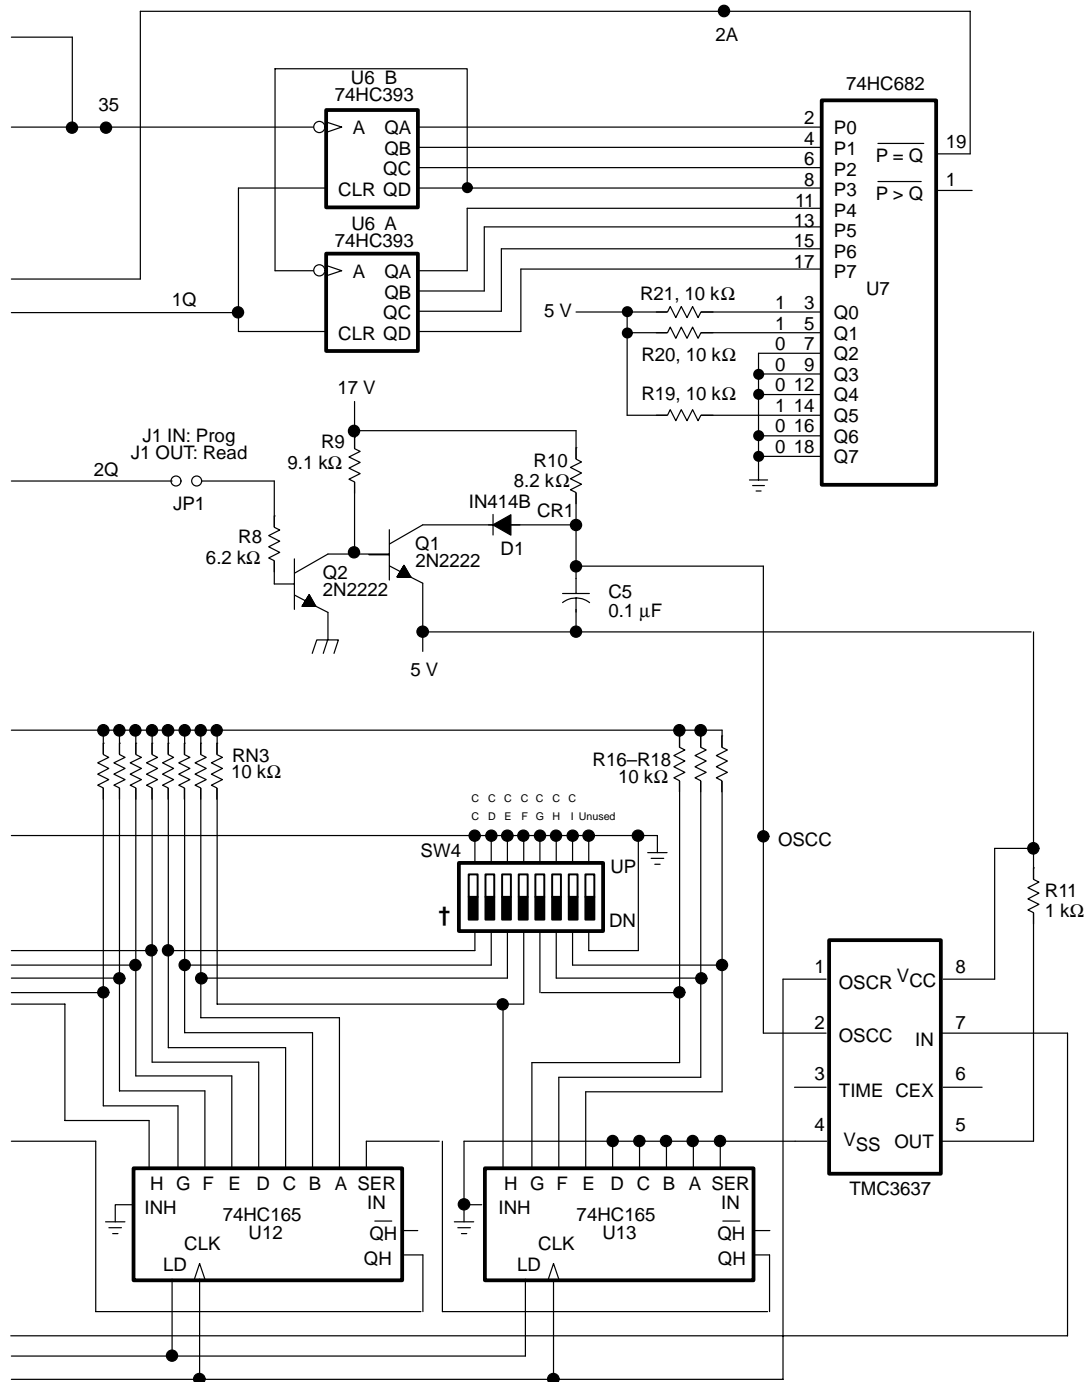 2A
U6 B
74HC393
74HC682
35
A QA
QB
QC
CLR QD
2 P0
4 P1
6 P2
8 P3
11 P4
13 P5
15 P6
17 P7
P = Q 19
P > Q 1
U7
U6 A
74HC393
A QA
QB
QC
CLR QD
1Q
5 V
R21, 10 kΩ
R20, 10 kΩ
R19, 10 kΩ
1 3 Q0
1 5 Q1
0 7 Q2
0 9 Q3
0 12 Q4
1 14 Q5
0 16 Q6
0 18 Q7
17 V
J1 IN: Prog
J1 OUT: Read
2Q
JP1
R9
9.1 kΩ
R10
8.2 kΩ
IN414B
CR1
D1
R8
6.2 kΩ
Q1
2N2222
Q2
2N2222
C5
0.1 μF
5 V
RN3
10 kΩ
R16–R18
10 kΩ
C C C C C C C
C D E F G H I Unused
SW4
UP
DN
†
OSCC
R11
1 kΩ
1 OSCR VCC 8
2 OSCC IN 7
3 TIME CEX 6
4 VSS OUT 5
TMC3637
H G F E D C B A SER
IN
INH
74HC165
U12
QH
CLK
QH
LD
H G F E D C B A SER
IN
INH
74HC165
U13
QH
CLK
QH
LD